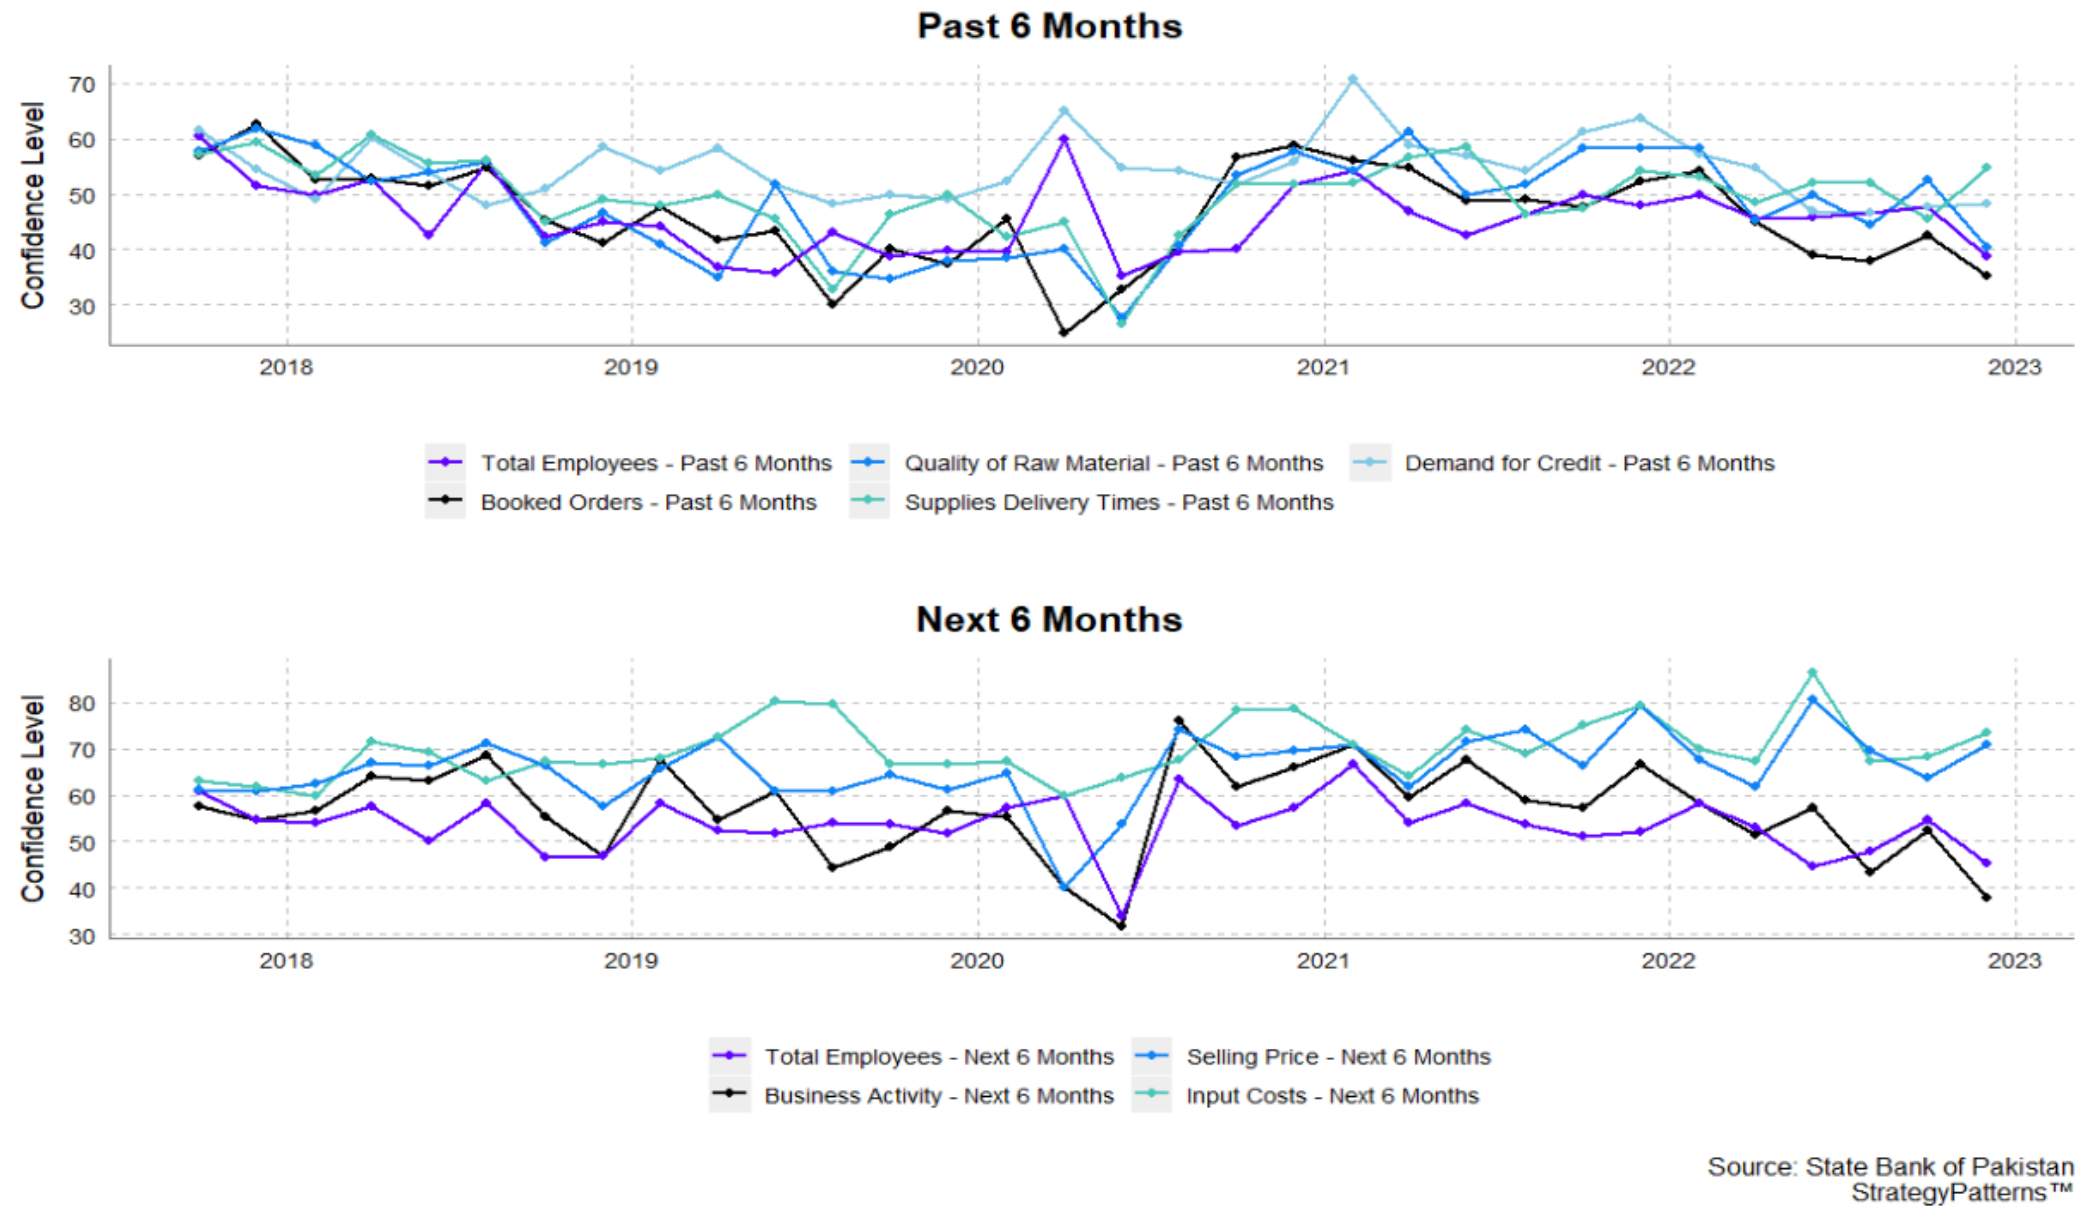 Past 6 Months
Confidence Level
70
60
50
40
30
2018 2019 2020 2021 2022 2023
Total Employees - Past 6 Months Quality of Raw Material - Past 6 Months Demand for Credit - Past 6 Months
Booked Orders - Past 6 Months Supplies Delivery Times - Past 6 Months
Next 6 Months
Confidence Level
80
70
60
50
40
30
2018 2019 2020 2021 2022 2023
Total Employees - Next 6 Months Selling Price - Next 6 Months
Business Activity - Next 6 Months Input Costs - Next 6 Months
Source: State Bank of Pakistan
StrategyPatterns™